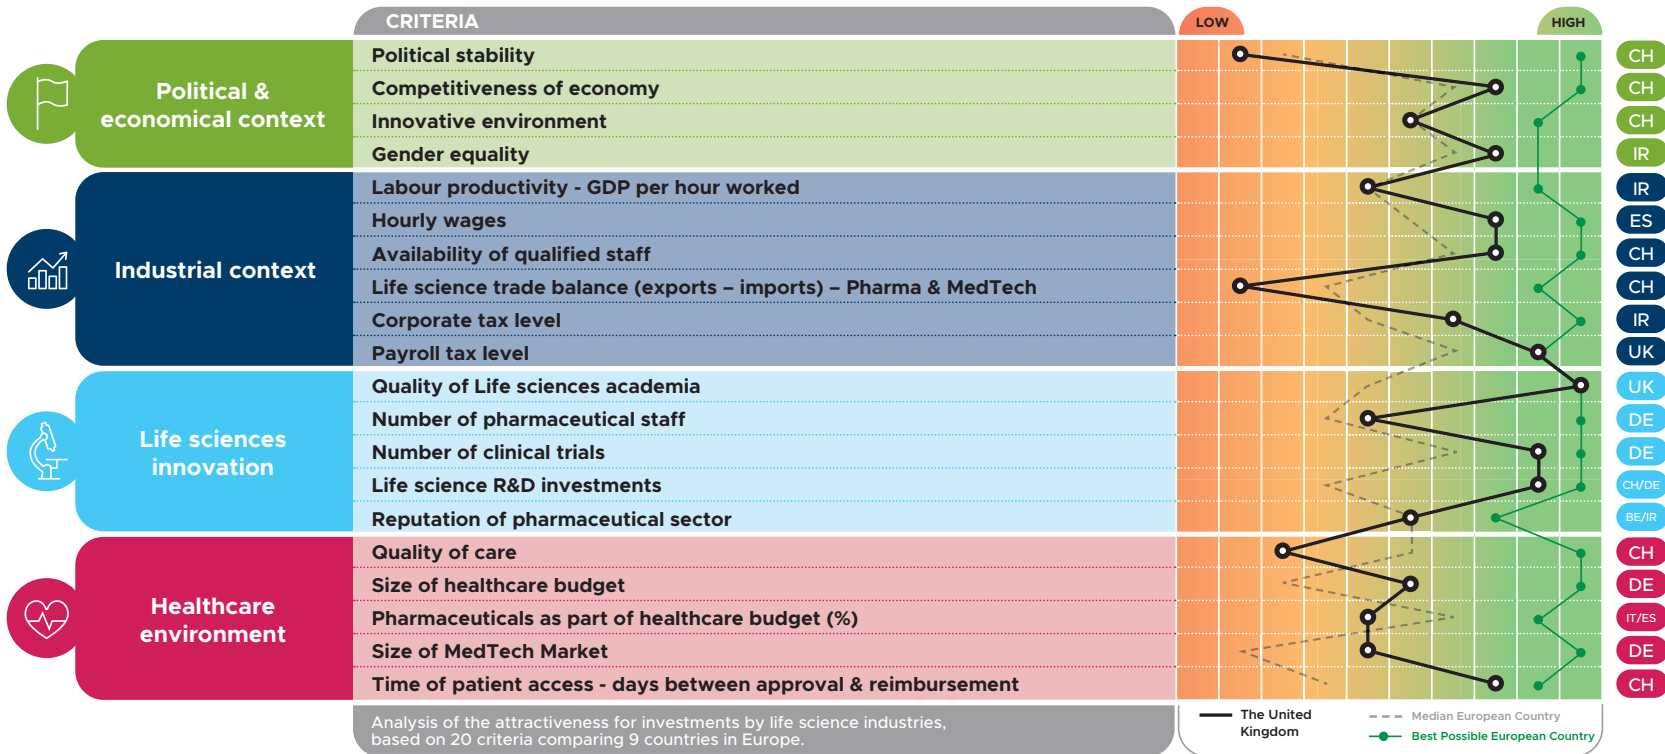 CRITERIA
LOW
HIGH
Political &
economical context
Political stability
CH
Competitiveness of economy
CH
Innovative environment
CH
Gender equality
IR
Industrial context
Labour productivity - GDP per hour worked
IR
Hourly wages
ES
Availability of qualified staff
CH
Life science trade balance (exports – imports) – Pharma & MedTech
CH
Corporate tax level
IR
Payroll tax level
UK
Life sciences
innovation
Quality of Life sciences academia
UK
Number of pharmaceutical staff
DE
Number of clinical trials
DE
Life science R&D investments
CH/DE
Reputation of pharmaceutical sector
BE/IR
Healthcare
environment
Quality of care
CH
Size of healthcare budget
DE
Pharmaceuticals as part of healthcare budget (%)
IT/ES
Size of MedTech Market
DE
Time of patient access - days between approval & reimbursement
CH
Analysis of the attractiveness for investments by life science industries,
based on 20 criteria comparing 9 countries in Europe.
The United
Kingdom
Median European Country
Best Possible European Country